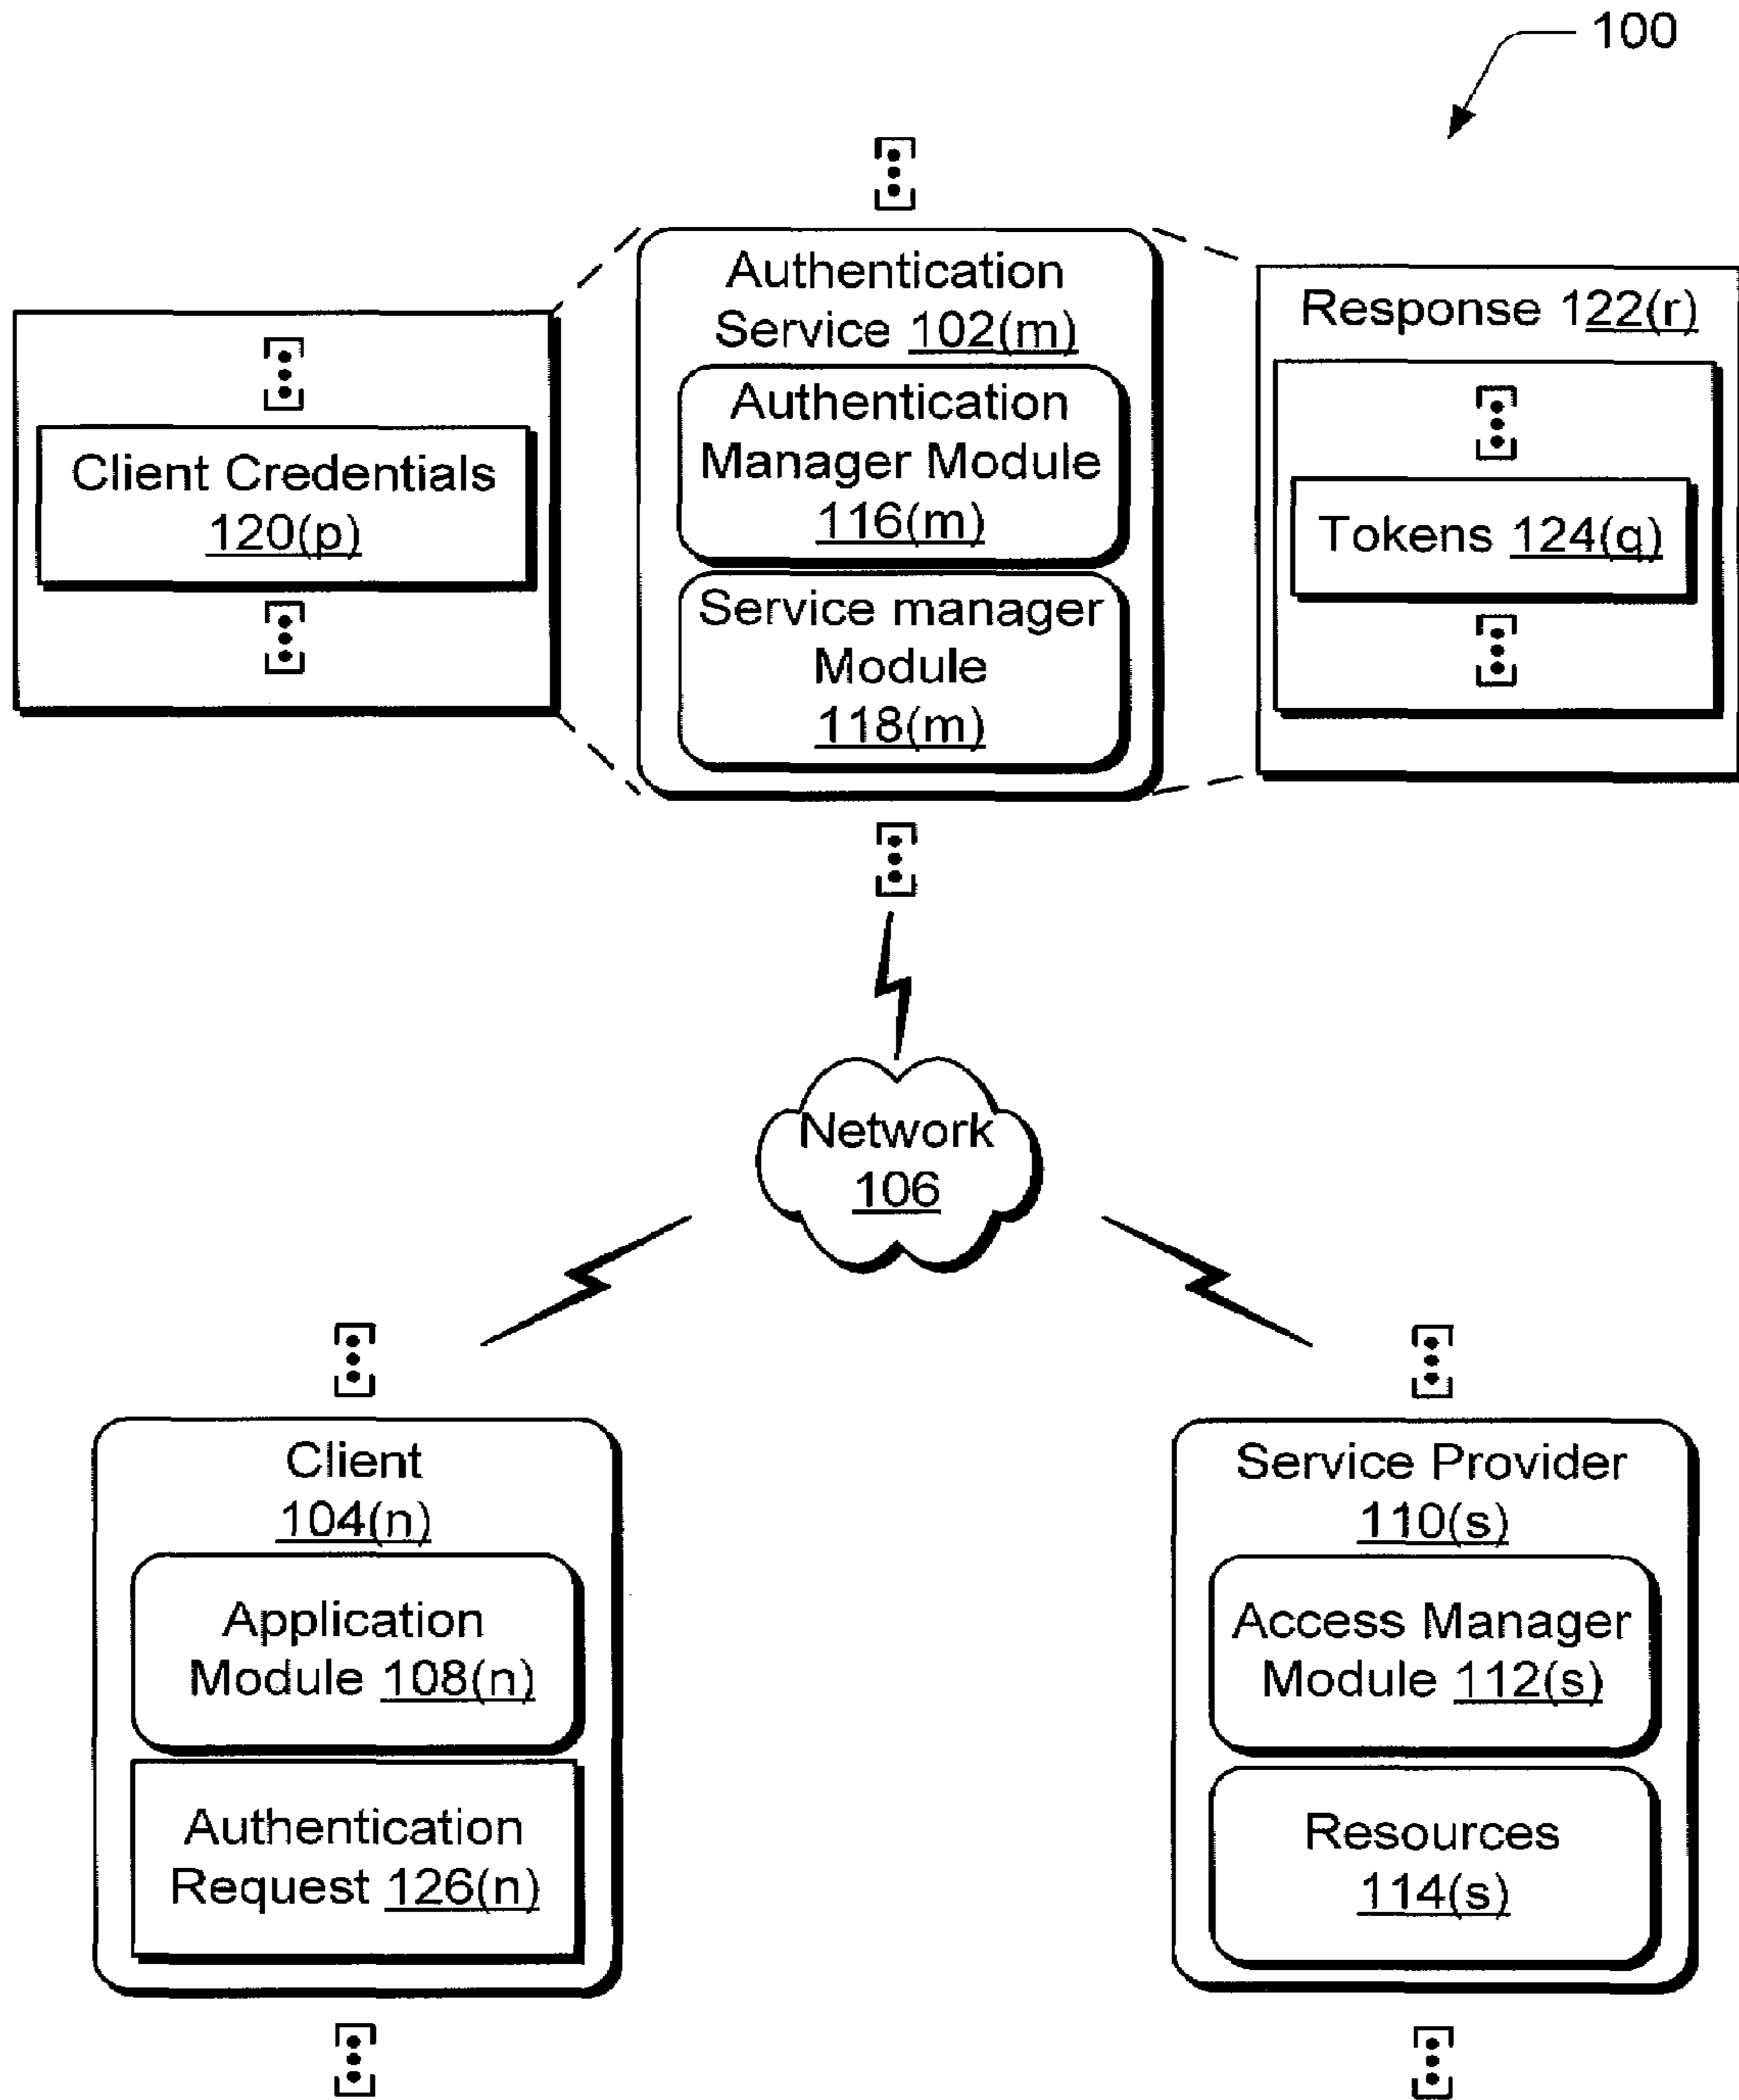 100
Authentication
Service 102(m)
Authentication
Manager Module
116(m)
Service manager
Module
118(m)
Client Credentials
120(p)
Response 122(r)
Tokens 124(q)
Network
106
Client
104(n)
Application
Module 108(n)
Authentication
Request 126(n)
Service Provider
110(s)
Access Manager
Module 112(s)
Resources
114(s)